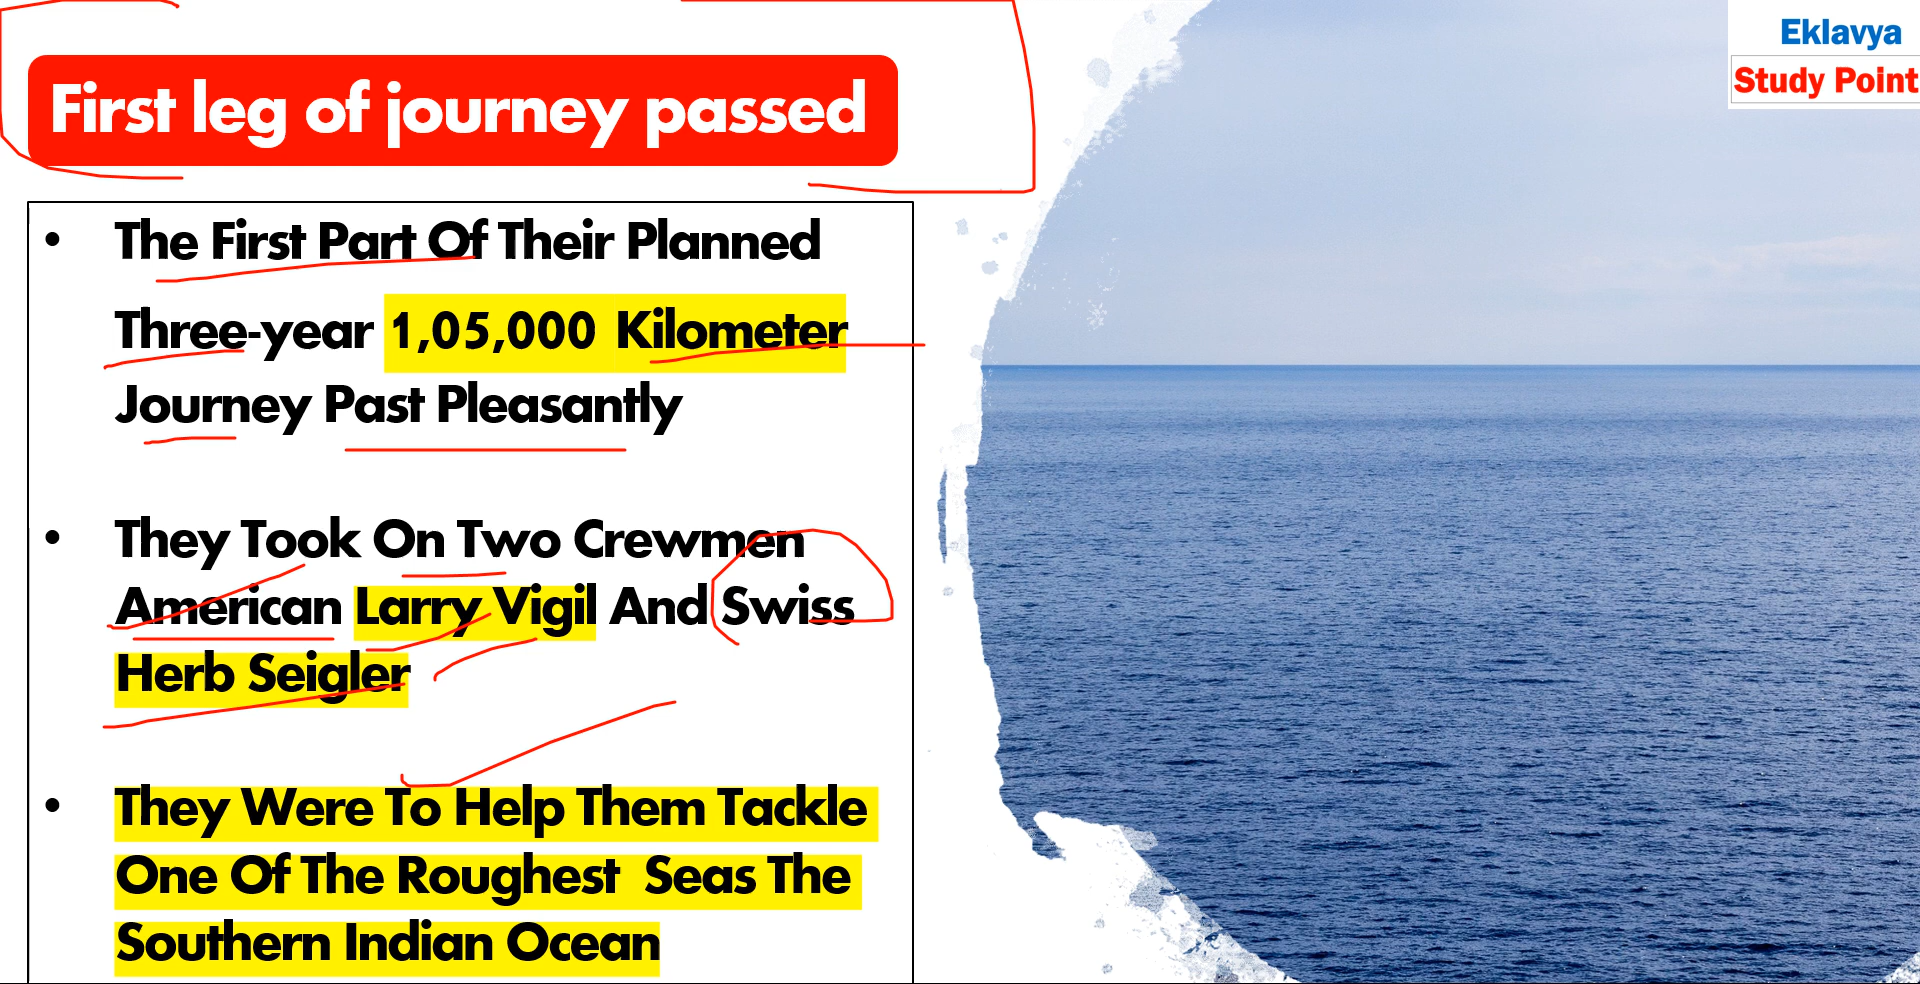 Eklavya
Study Point
First leg of journey passed
• The First Part Of Their Planned
Three-year 1,05,000 Kilometer
Journey Past Pleasantly
• They Took On Two Crewmen
American Larry Vigil And Swiss
Herb Seigler
• They Were To Help Them Tackle
One Of The Roughest Seas The
Southern Indian Ocean